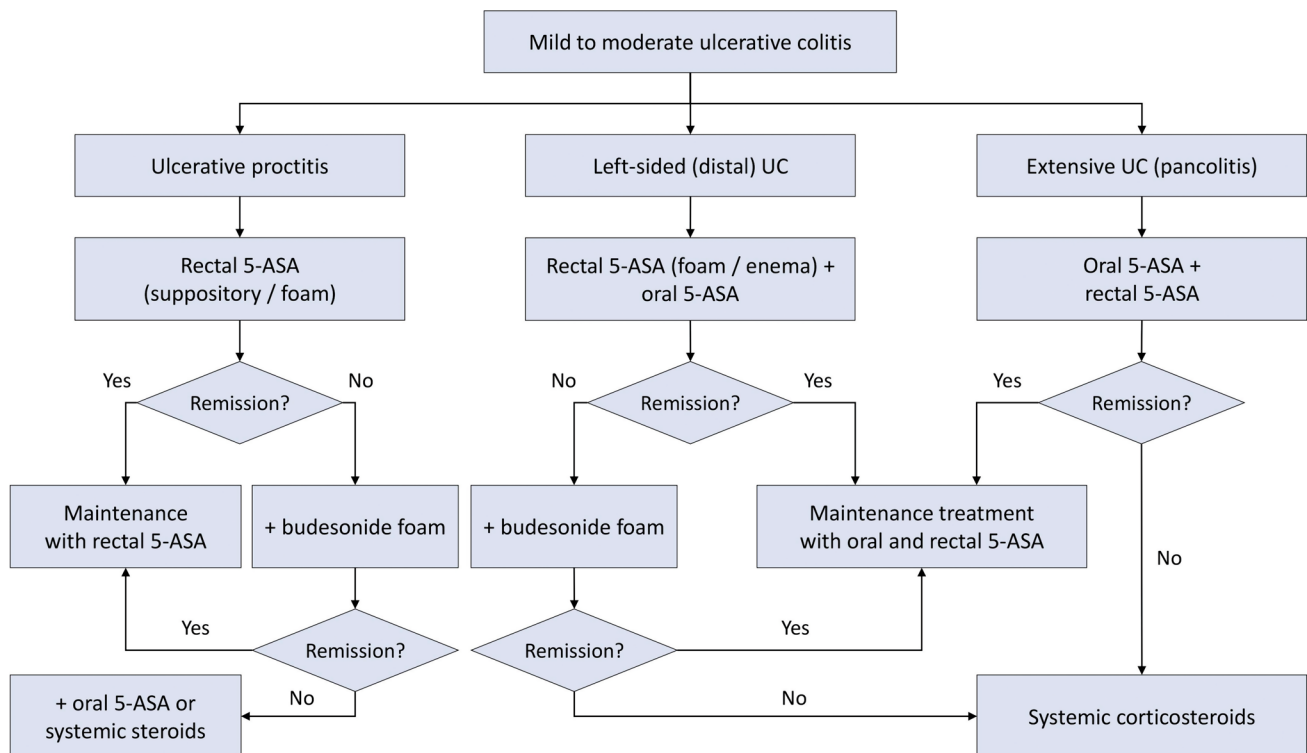 Mild to moderate ulcerative colitis
Ulcerative proctitis
Left-sided (distal) UC
Extensive UC (pancolitis)
Rectal 5-ASA
(suppository / foam)
Rectal 5-ASA (foam / enema) +
oral 5-ASA
Oral 5-ASA +
rectal 5-ASA
Yes
Remission?
No
No
Remission?
Yes
Yes
Remission?
Maintenance
with rectal 5-ASA
+ budesonide foam
+ budesonide foam
Maintenance treatment
with oral and rectal 5-ASA
No
Yes
Remission?
Remission?
Yes
+ oral 5-ASA or
systemic steroids
No
No
Systemic corticosteroids